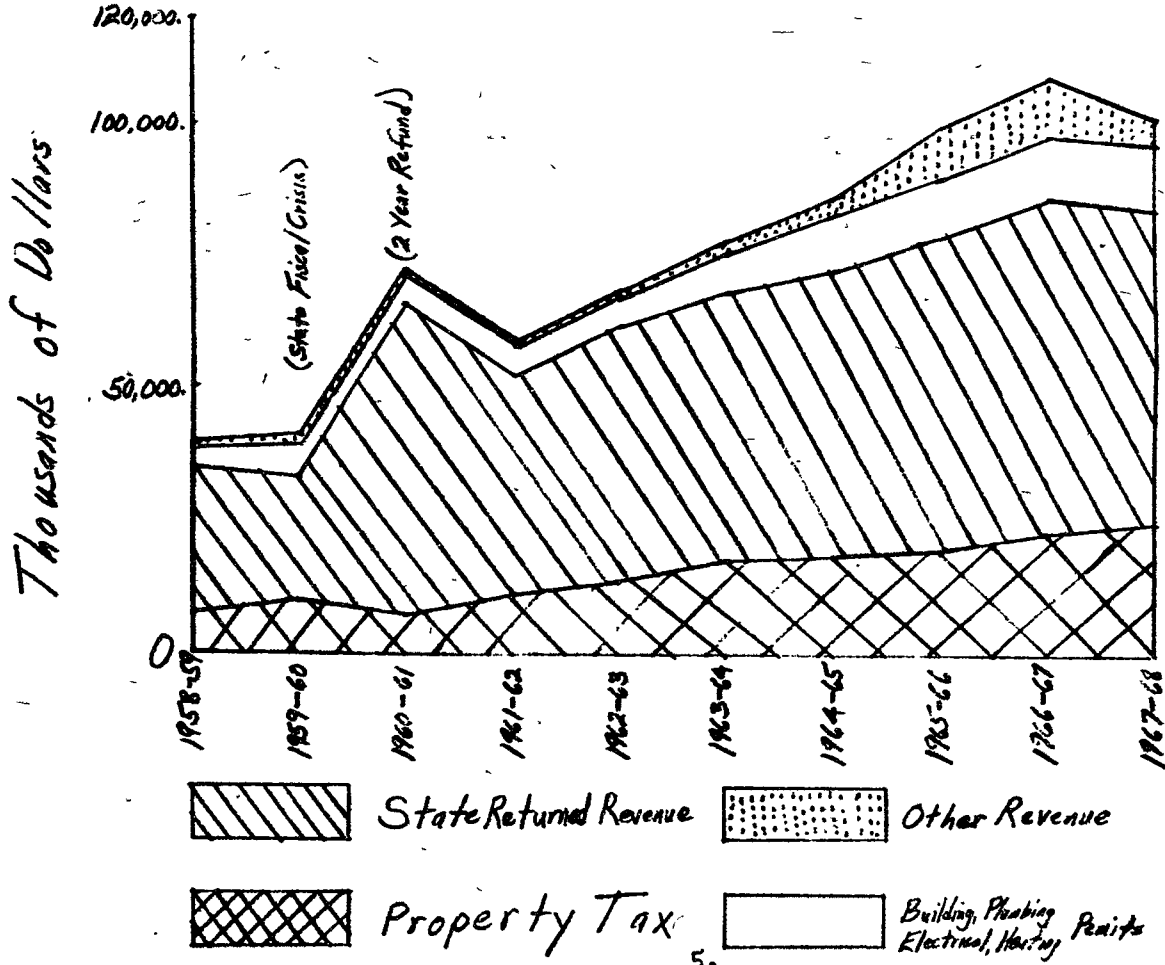 120,000.
100,000.
50,000.
0
Thousands of Dollars
(State Fiscal Crisis)
(2 Year Refund)
1958-59
1959-60
1960-61
1961-62
1962-63
1963-64
1964-65
1965-66
1966-67
1967-68
State Returned Revenue
Other Revenue
Property Tax
Building, Plumbing
Electrical, Heating Permits
5.